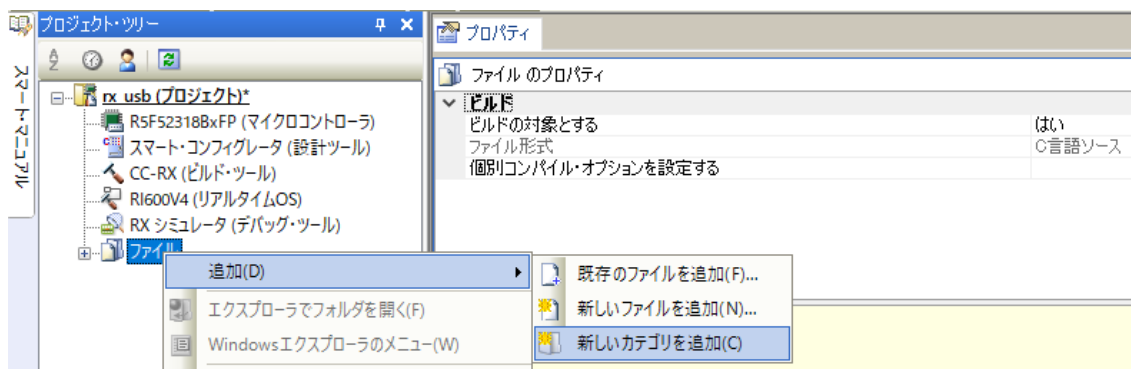 プロジェクト・ツリー
プロパティ
スマート・マニュアル
ファイル のプロパティ
rx_usb (プロジェクト)*
R5F52318BxFP (マイクロコントローラ)
スマート・コンフィグレータ (設計ツール)
CC-RX (ビルド・ツール)
RI600V4 (リアルタイムOS)
RX シミュレータ (デバッグ・ツール)
ファイル
ビルド
ビルドの対象とする はい
ファイル形式 C言語ソース
個別コンパイル・オプションを設定する
追加(D)
エクスプローラでフォルダを開く(F)
Windowsエクスプローラのメニュー(W)
既存のファイルを追加(F)...
新しいファイルを追加(N)...
新しいカテゴリを追加(C)